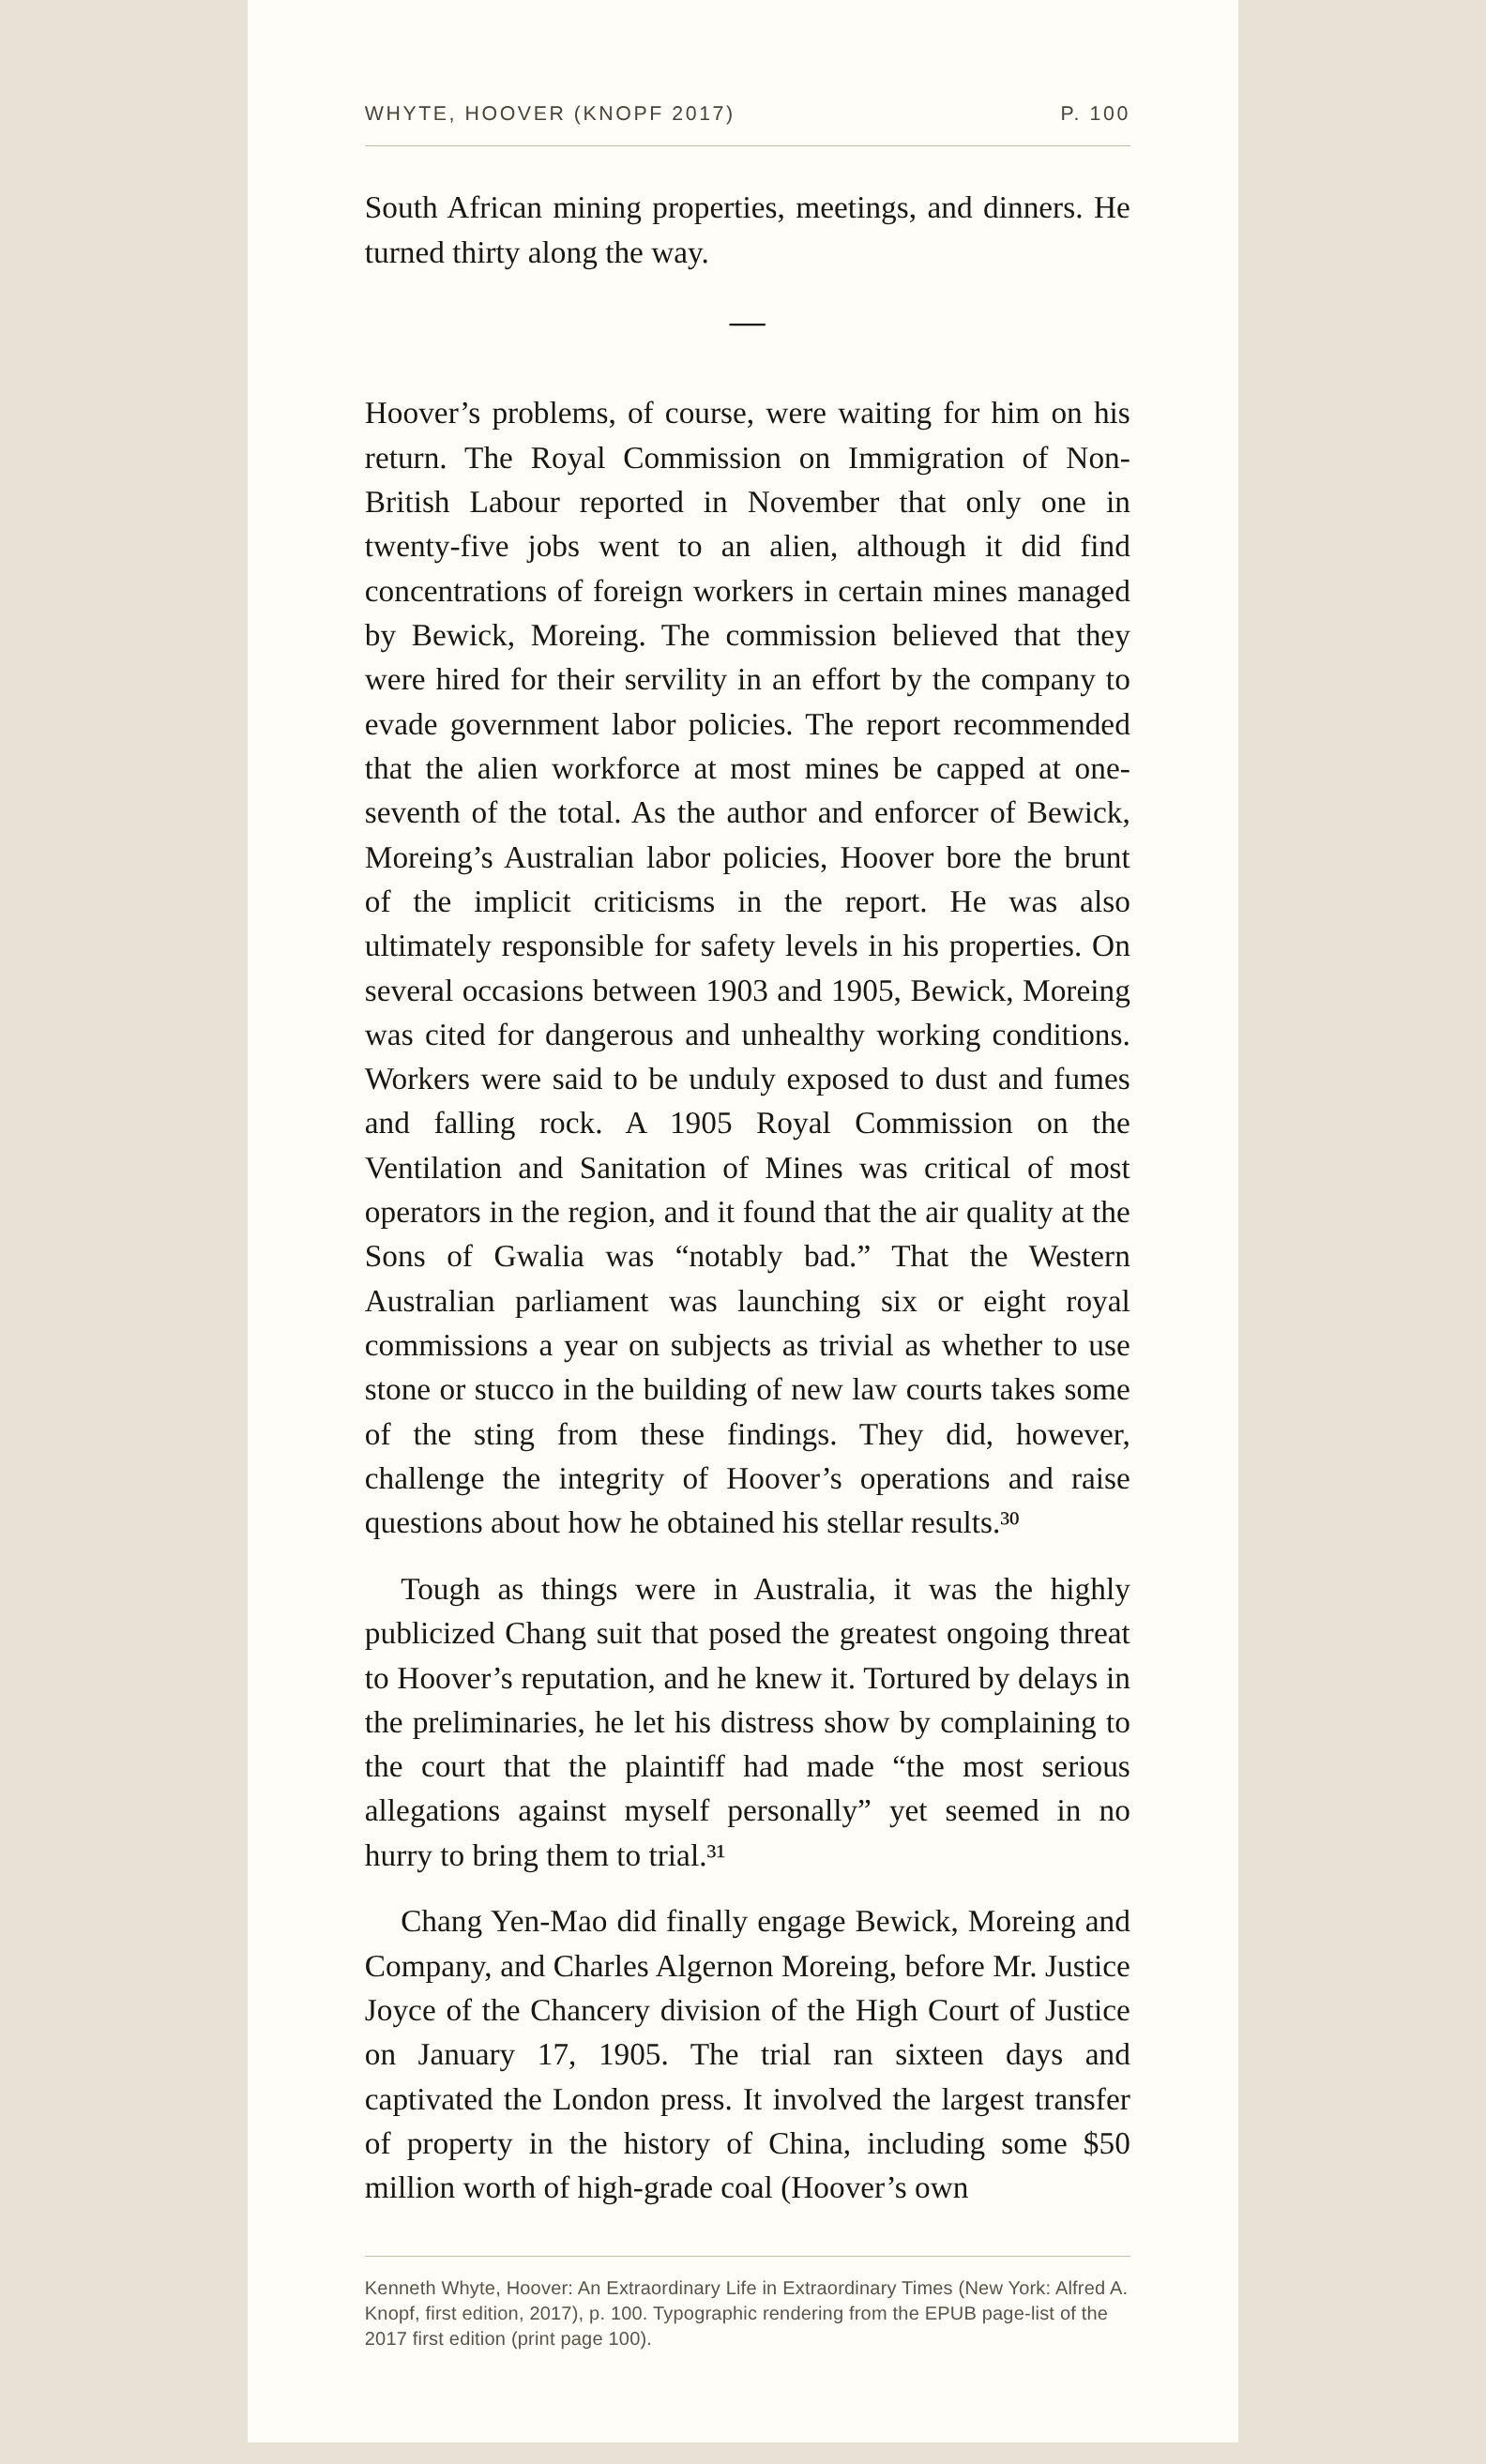 WHYTE, HOOVER (KNOPF 2017) P. 100
South African mining properties, meetings, and dinners. He
turned thirty along the way.
—
Hoover’s problems, of course, were waiting for him on his
return. The Royal Commission on Immigration of Non-
British Labour reported in November that only one in
twenty-five jobs went to an alien, although it did find
concentrations of foreign workers in certain mines managed
by Bewick, Moreing. The commission believed that they
were hired for their servility in an effort by the company to
evade government labor policies. The report recommended
that the alien workforce at most mines be capped at one-
seventh of the total. As the author and enforcer of Bewick,
Moreing’s Australian labor policies, Hoover bore the brunt
of the implicit criticisms in the report. He was also
ultimately responsible for safety levels in his properties. On
several occasions between 1903 and 1905, Bewick, Moreing
was cited for dangerous and unhealthy working conditions.
Workers were said to be unduly exposed to dust and fumes
and falling rock. A 1905 Royal Commission on the
Ventilation and Sanitation of Mines was critical of most
operators in the region, and it found that the air quality at the
Sons of Gwalia was “notably bad.” That the Western
Australian parliament was launching six or eight royal
commissions a year on subjects as trivial as whether to use
stone or stucco in the building of new law courts takes some
of the sting from these findings. They did, however,
challenge the integrity of Hoover’s operations and raise
questions about how he obtained his stellar results.³⁰
Tough as things were in Australia, it was the highly
publicized Chang suit that posed the greatest ongoing threat
to Hoover’s reputation, and he knew it. Tortured by delays in
the preliminaries, he let his distress show by complaining to
the court that the plaintiff had made “the most serious
allegations against myself personally” yet seemed in no
hurry to bring them to trial.³¹
Chang Yen-Mao did finally engage Bewick, Moreing and
Company, and Charles Algernon Moreing, before Mr. Justice
Joyce of the Chancery division of the High Court of Justice
on January 17, 1905. The trial ran sixteen days and
captivated the London press. It involved the largest transfer
of property in the history of China, including some $50
million worth of high-grade coal (Hoover’s own
Kenneth Whyte, Hoover: An Extraordinary Life in Extraordinary Times (New York: Alfred A.
Knopf, first edition, 2017), p. 100. Typographic rendering from the EPUB page-list of the
2017 first edition (print page 100).